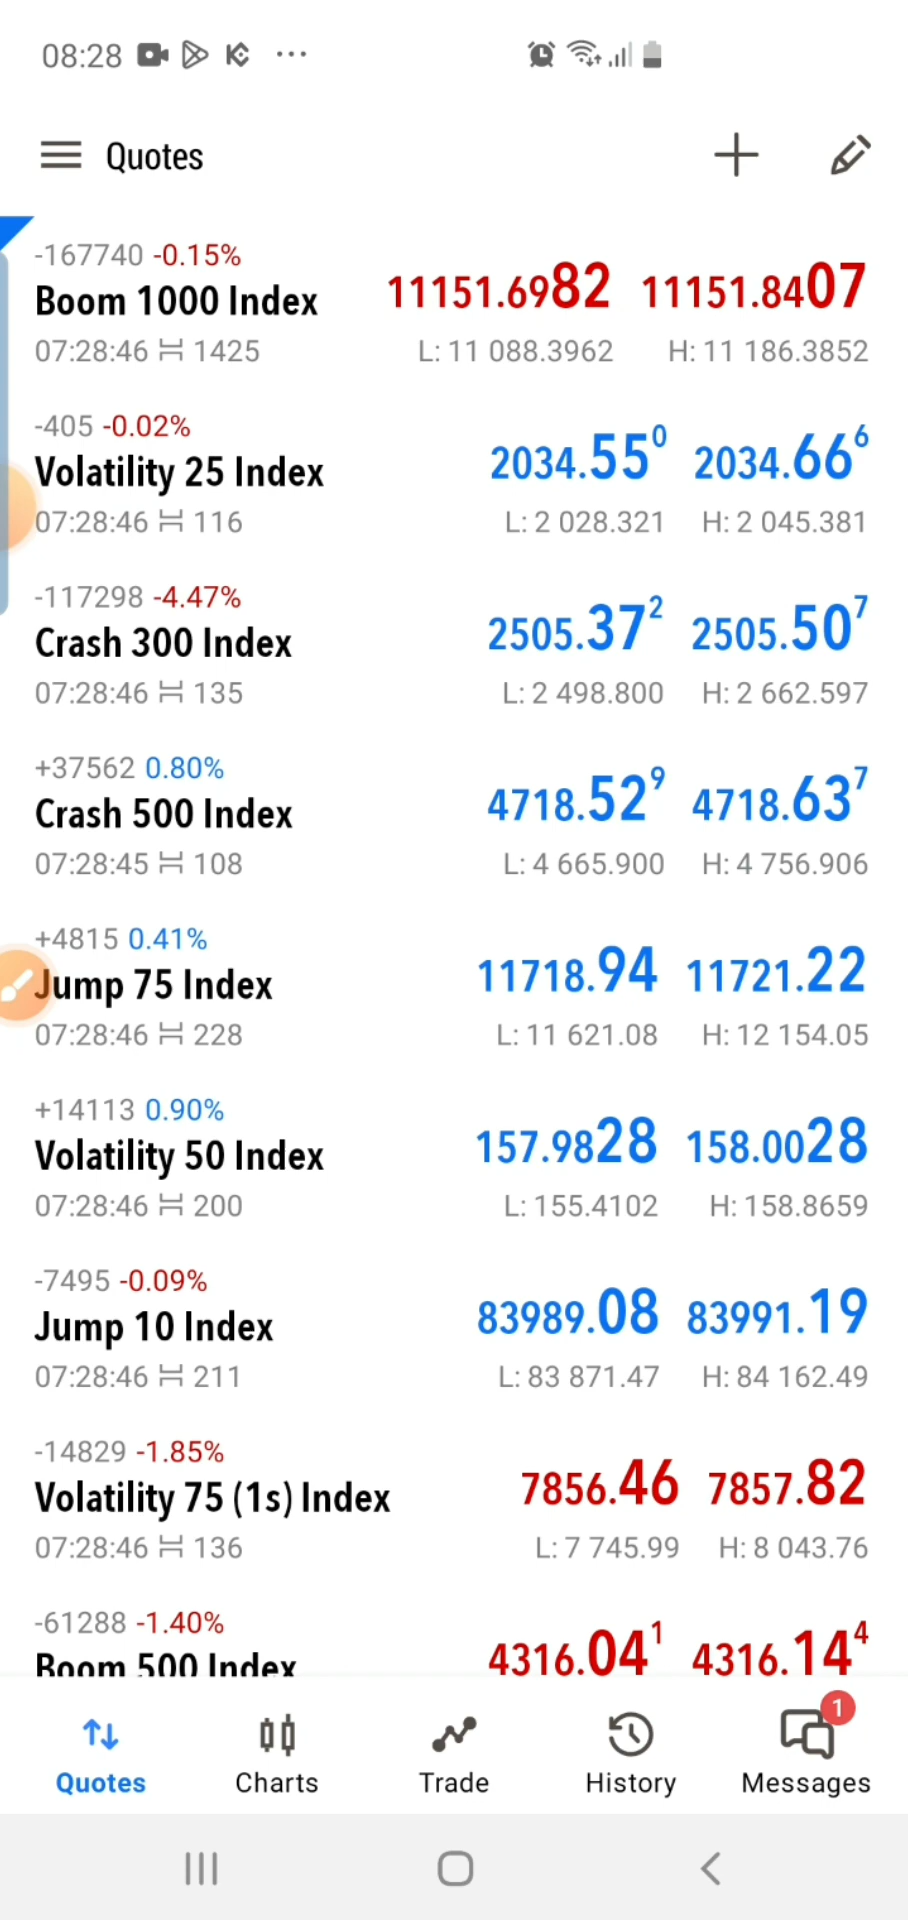 08:28 ...
Quotes
-167740 -0.15%
Boom 1000 Index 11151.6982 11151.8407
07:28:46 1425 L: 11 088.3962 H: 11 186.3852
-405 -0.02%
Volatility 25 Index 2034.550 2034.666
07:28:46 116 L: 2 028.321 H: 2 045.381
-117298 -4.47%
Crash 300 Index 2505.372 2505.507
07:28:46 135 L: 2 498.800 H: 2 662.597
+37562 0.80%
Crash 500 Index 4718.529 4718.637
07:28:45 108 L: 4 665.900 H: 4 756.906
+4815 0.41%
Jump 75 Index 11718.94 11721.22
07:28:46 228 L: 11 621.08 H: 12 154.05
+14113 0.90%
Volatility 50 Index 157.9828 158.0028
07:28:46 200 L: 155.4102 H: 158.8659
-7495 -0.09%
Jump 10 Index 83989.08 83991.19
07:28:46 211 L: 83 871.47 H: 84 162.49
-14829 -1.85%
Volatility 75 (1s) Index 7856.46 7857.82
07:28:46 136 L: 7 745.99 H: 8 043.76
-61288 -1.40%
Boom 500 Index 4316.041 4316.144
1
Quotes Charts Trade History Messages